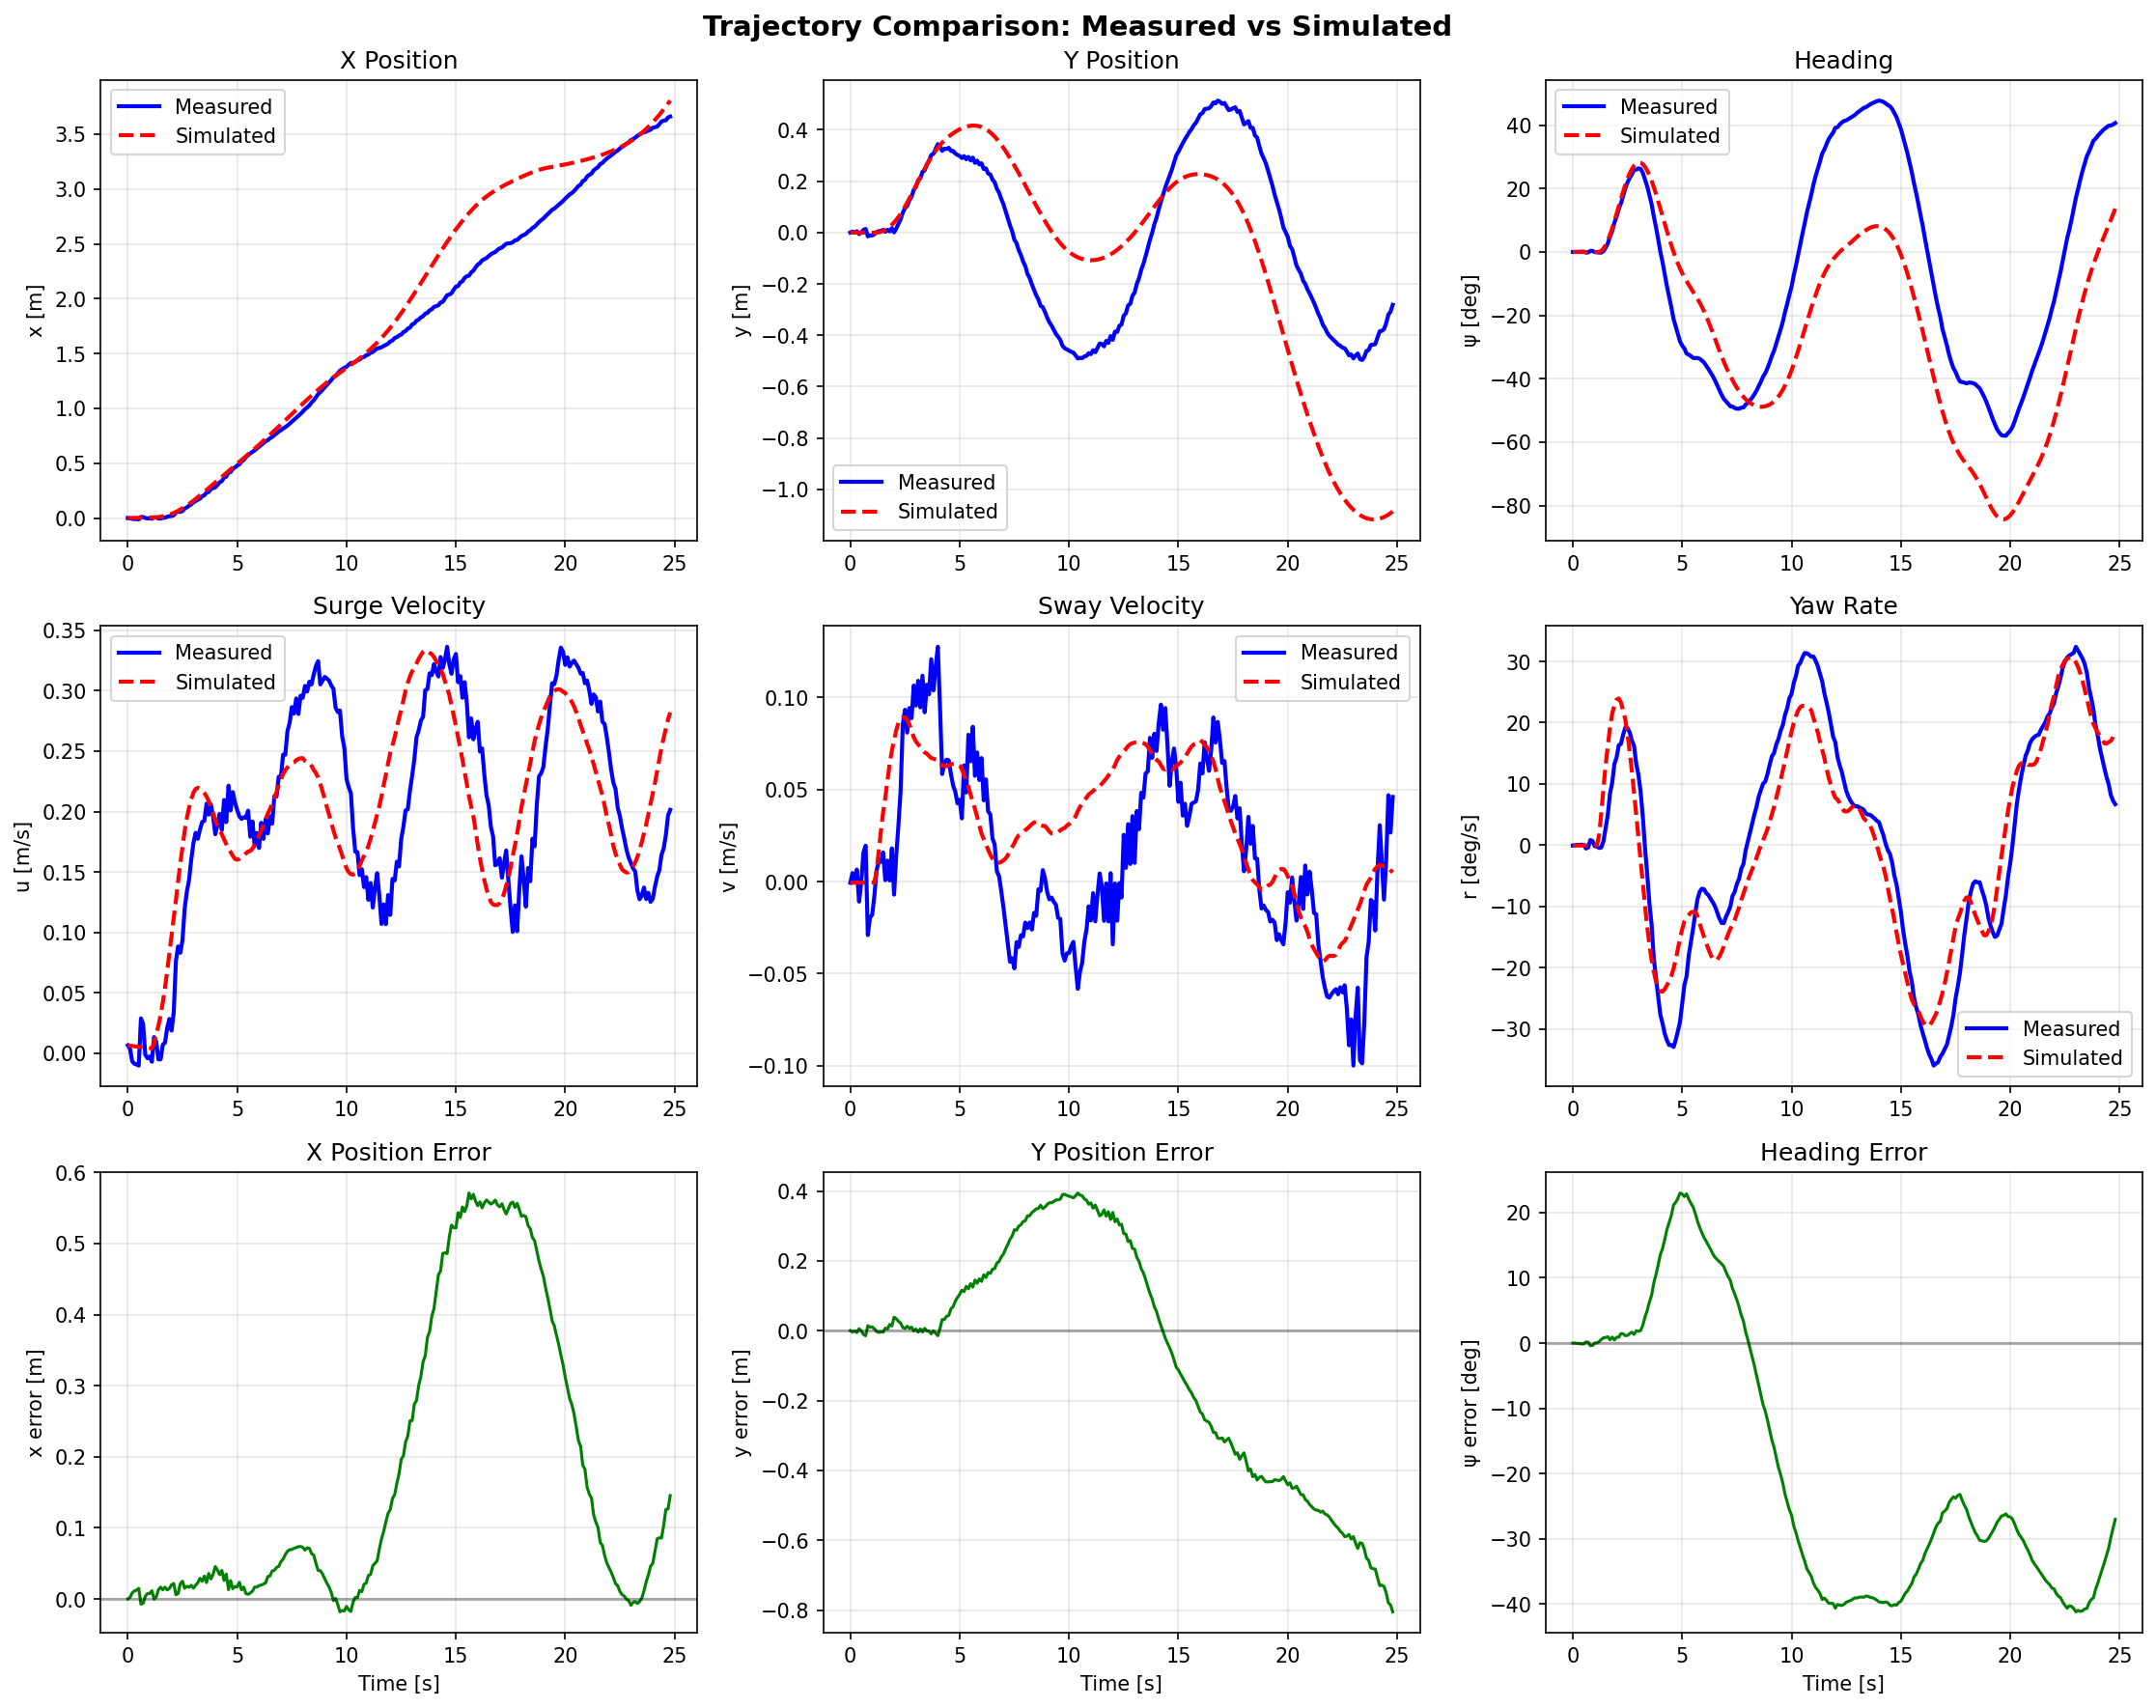 Trajectory Comparison: Measured vs Simulated
X Position
Y Position
Heading
Measured
Simulated
x [m]
3.5
3.0
2.5
2.0
1.5
1.0
0.5
0.0
0 5 10 15 20 25
Measured
Simulated
y [m]
0.4
0.2
0.0
−0.2
−0.4
−0.6
−0.8
−1.0
0 5 10 15 20 25
Measured
Simulated
ψ [deg]
40
20
0
−20
−40
−60
−80
0 5 10 15 20 25
Surge Velocity
Sway Velocity
Yaw Rate
Measured
Simulated
u [m/s]
0.35
0.30
0.25
0.20
0.15
0.10
0.05
0.00
0 5 10 15 20 25
Measured
Simulated
v [m/s]
0.10
0.05
0.00
−0.05
−0.10
0 5 10 15 20 25
Measured
Simulated
r [deg/s]
30
20
10
0
−10
−20
−30
0 5 10 15 20 25
X Position Error
Y Position Error
Heading Error
x error [m]
0.6
0.5
0.4
0.3
0.2
0.1
0.0
0 5 10 15 20 25
Time [s]
y error [m]
0.4
0.2
0.0
−0.2
−0.4
−0.6
−0.8
0 5 10 15 20 25
Time [s]
ψ error [deg]
20
10
0
−10
−20
−30
−40
0 5 10 15 20 25
Time [s]